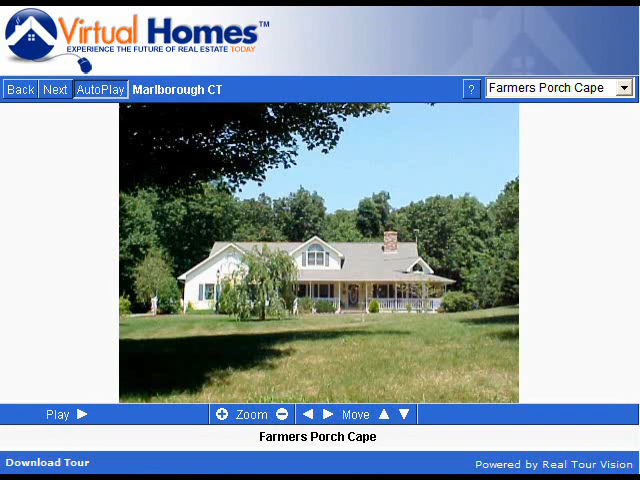 Virtual Homes™
EXPERIENCE THE FUTURE OF REAL ESTATE TODAY
Back Next AutoPlay Marlborough CT ? Farmers Porch Cape
Play Zoom Move
Farmers Porch Cape
Download Tour Powered by Real Tour Vision